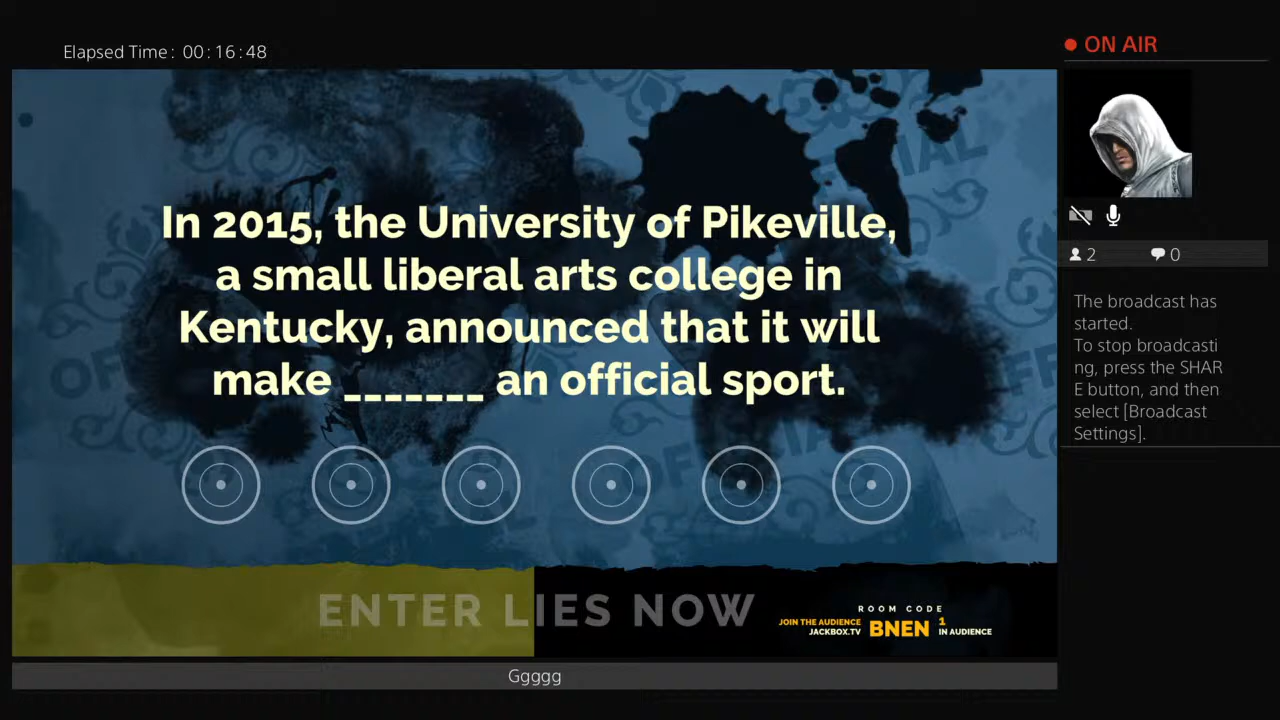 Elapsed Time: 00:16:48
ON AIR
In 2015, the University of Pikeville,
a small liberal arts college in
Kentucky, announced that it will
make _______ an official sport.
2
0
The broadcast has
started.
To stop broadcasti
ng, press the SHAR
E button, and then
select [Broadcast
Settings].
ENTER LIES NOW
JOIN THE AUDIENCE
JACKBOX.TV
ROOM CODE
BNEN
1
IN AUDIENCE
Ggggg